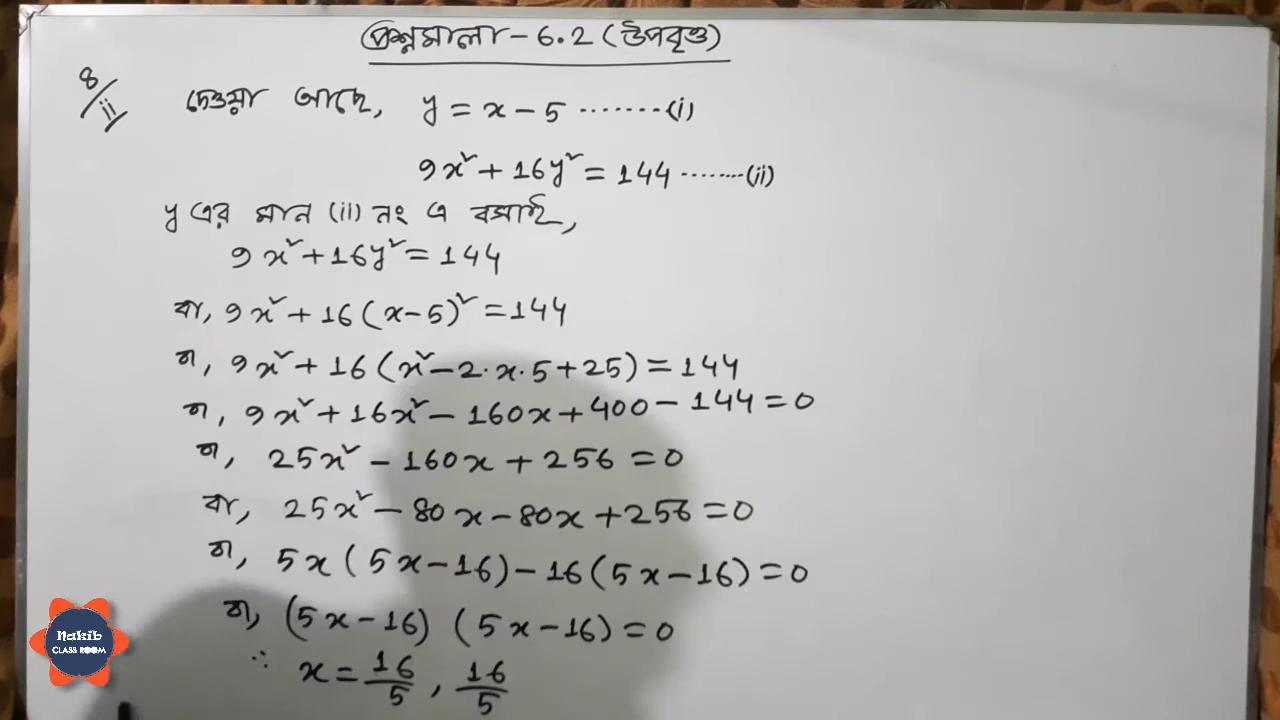 প্রশ্নমালা - 6.2 (উপবৃত্ত)
8/ii দেওয়া আছে, y = x - 5 ........(i)
9x² + 16y² = 144 ........(ii)
y এর মান (ii) নং এ বসাই,
9x² + 16y² = 144
বা, 9x² + 16(x-5)² = 144
বা, 9x² + 16(x² - 2·x·5 + 25) = 144
বা, 9x² + 16x² - 160x + 400 - 144 = 0
বা, 25x² - 160x + 256 = 0
বা, 25x² - 80x - 80x + 256 = 0
বা, 5x(5x-16) - 16(5x-16) = 0
বা, (5x-16) (5x-16) = 0
∴ x = 16/5, 16/5
Nakib
CLASS ROOM